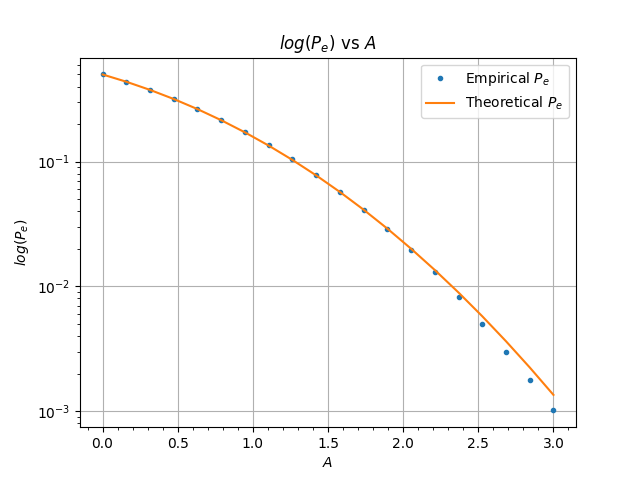 log(Pₑ) vs A
Empirical Pₑ
Theoretical Pₑ
log(Pₑ)
10⁻¹
10⁻²
10⁻³
0.0 0.5 1.0 1.5 2.0 2.5 3.0
A